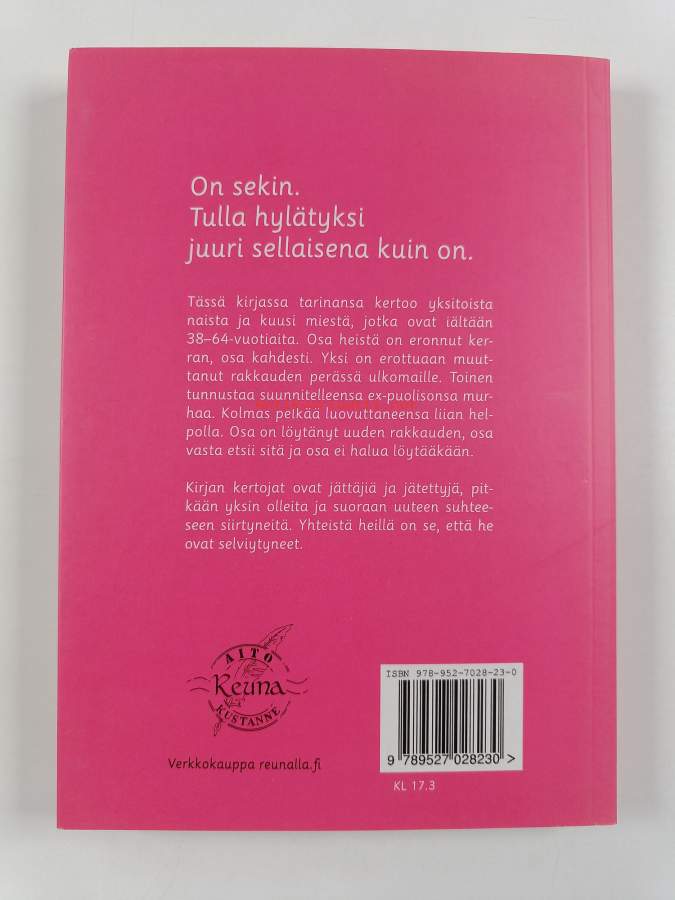 On sekin.
Tulla hylätyksi
juuri sellaisena kuin on.
Tässä kirjassa tarinansa kertoo yksitoista
naista ja kuusi miestä, jotka ovat iältään
38–64-vuotiaita. Osa heistä on eronnut ker-
ran, osa kahdesti. Yksi on erottuaan muut-
tanut rakkauden perässä ulkomaille. Toinen
tunnustaa suunnitelleensa ex-puolisonsa mur-
haa. Kolmas pelkää luovuttaneensa liian hel-
polla. Osa on löytänyt uuden rakkauden, osa
vasta etsii sitä ja osa ei halua löytääkään.
Kirjan kertojat ovat jättäjiä ja jätettyjä, pit-
kään yksin olleita ja suoraan uuteen suhtee-
seen siirtyneitä. Yhteistä heillä on se, että he
ovat selviytyneet.
AITO
Reuna
KUSTANNE
Verkkokauppa reunalla.fi
ISBN 978-952-7028-23-0
9 789527 028230 >
KL 17.3